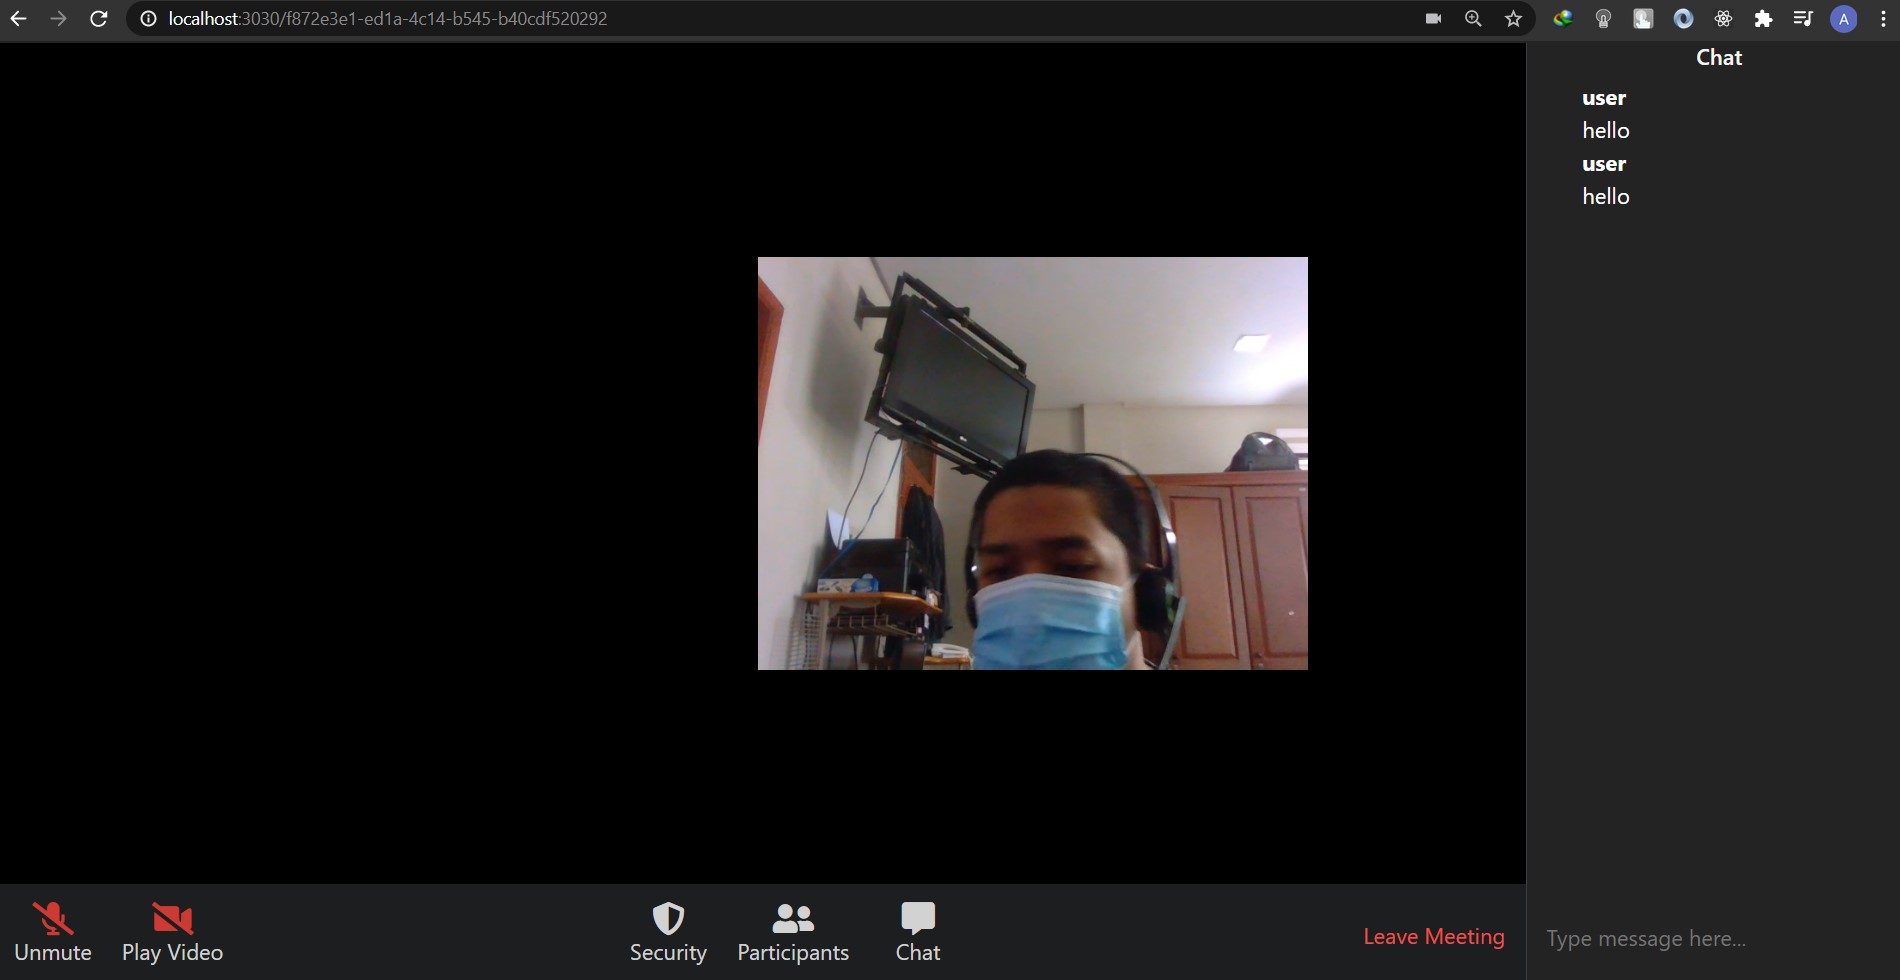 localhost:3030/f872e3e1-ed1a-4c14-b545-b40cdf520292
A
Chat
user
hello
user
hello
Unmute
Play Video
Security
Participants
Chat
Leave Meeting
Type message here...